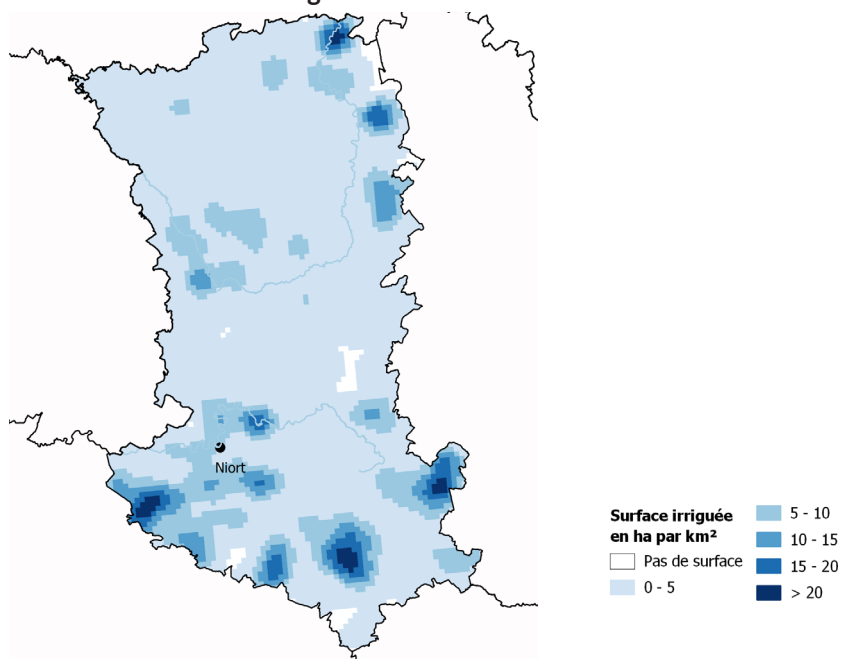 Niort
Surface irriguée
en ha par km²
Pas de surface
0 - 5
5 - 10
10 - 15
15 - 20
> 20